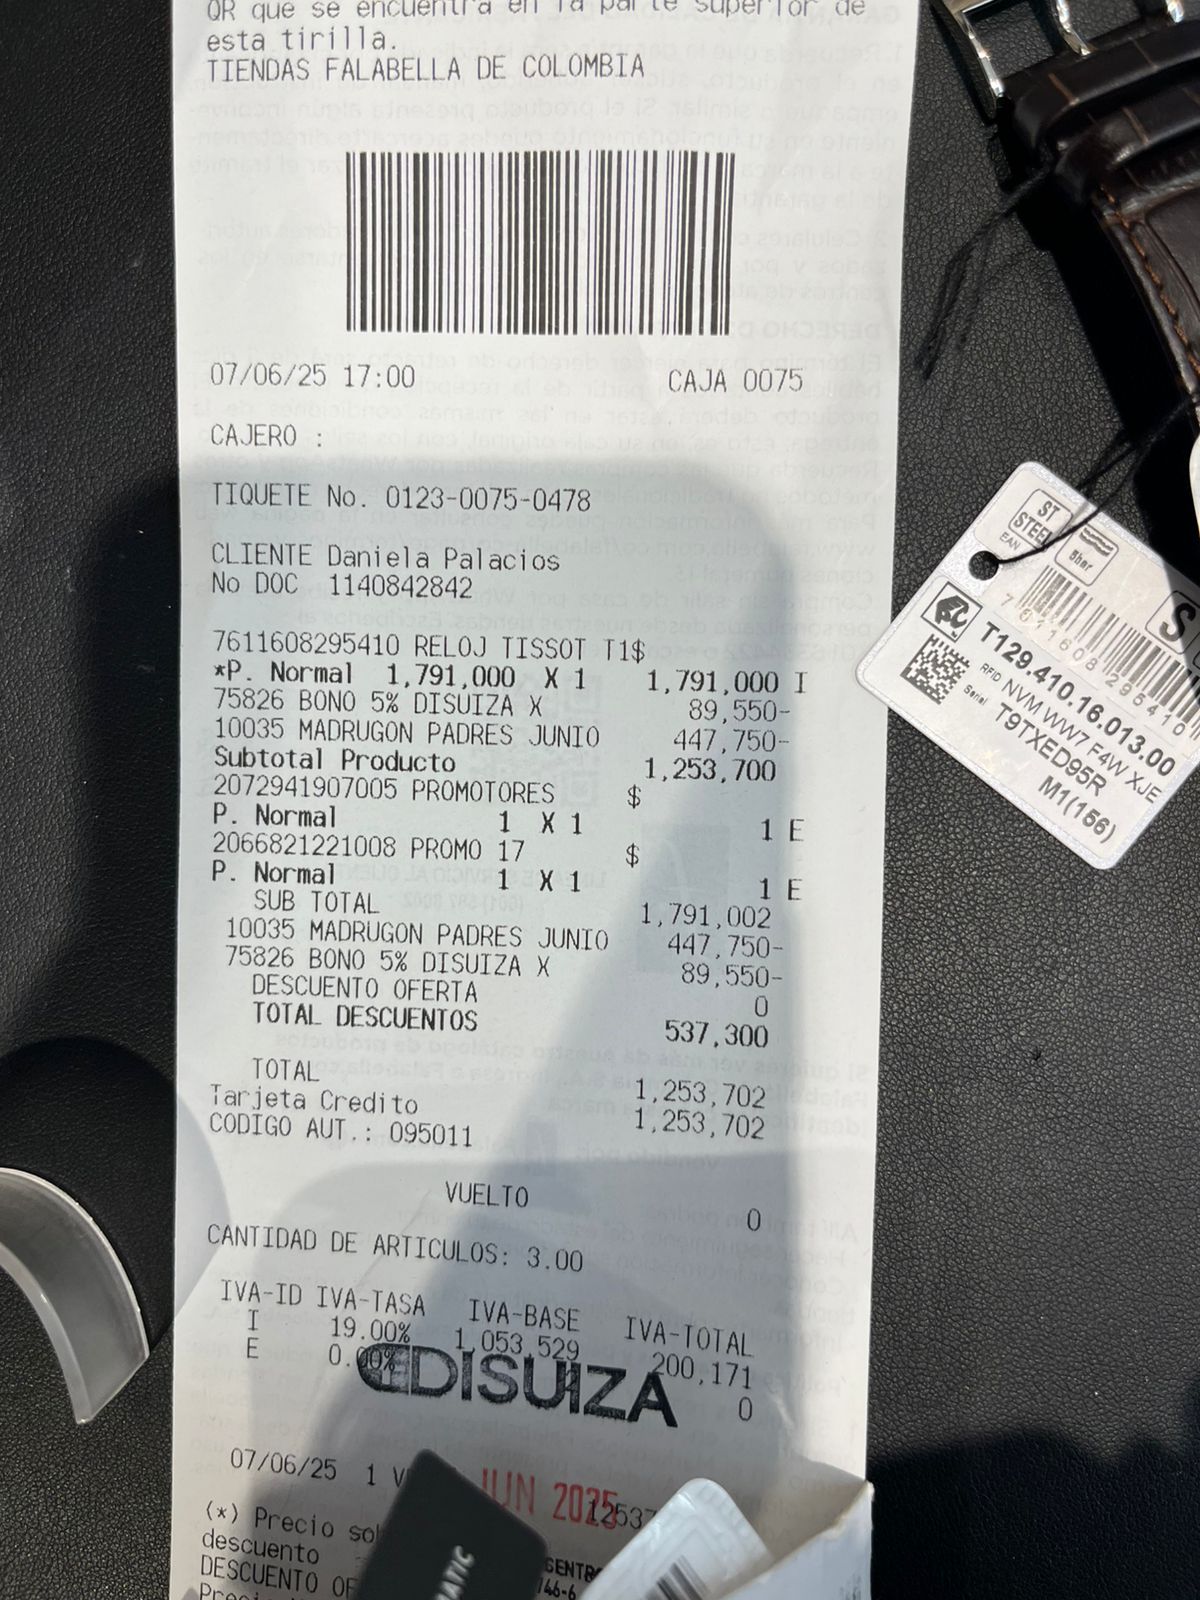 QR que se encuentra en la parte superior de
esta tirilla.
TIENDAS FALABELLA DE COLOMBIA
07/06/25 17:00 CAJA 0075
CAJERO :
TIQUETE No. 0123-0075-0478
CLIENTE Daniela Palacios
No DOC 1140842842
7611608295410 RELOJ TISSOT T1$
*P. Normal 1,791,000 X 1 1,791,000 I
75826 BONO 5% DISUIZA X 89,550-
10035 MADRUGON PADRES JUNIO 447,750-
Subtotal Producto 1,253,700
2072941907005 PROMOTORES $
P. Normal 1 X 1 1 E
2066821221008 PROMO 17 $
P. Normal 1 X 1 1 E
SUB TOTAL 1,791,002
10035 MADRUGON PADRES JUNIO 447,750-
75826 BONO 5% DISUIZA X 89,550-
DESCUENTO OFERTA 0
TOTAL DESCUENTOS 537,300
TOTAL 1,253,702
Tarjeta Credito 1,253,702
CODIGO AUT.: 095011
VUELTO 0
CANTIDAD DE ARTICULOS: 3.00
IVA-ID IVA-TASA IVA-BASE IVA-TOTAL
I 19.00% 1,053,529 200,171
E 0.00% 0
DISUIZA
07/06/25 1
JUN 2025
(*) Precio
descuento
DESCUENTO
ST
STEEL
5bar
EAN
7611608295410
T129.410.16.013.00
RFID NVM WW7 F4W XJE
Serial T9TXED95R
M1(156)